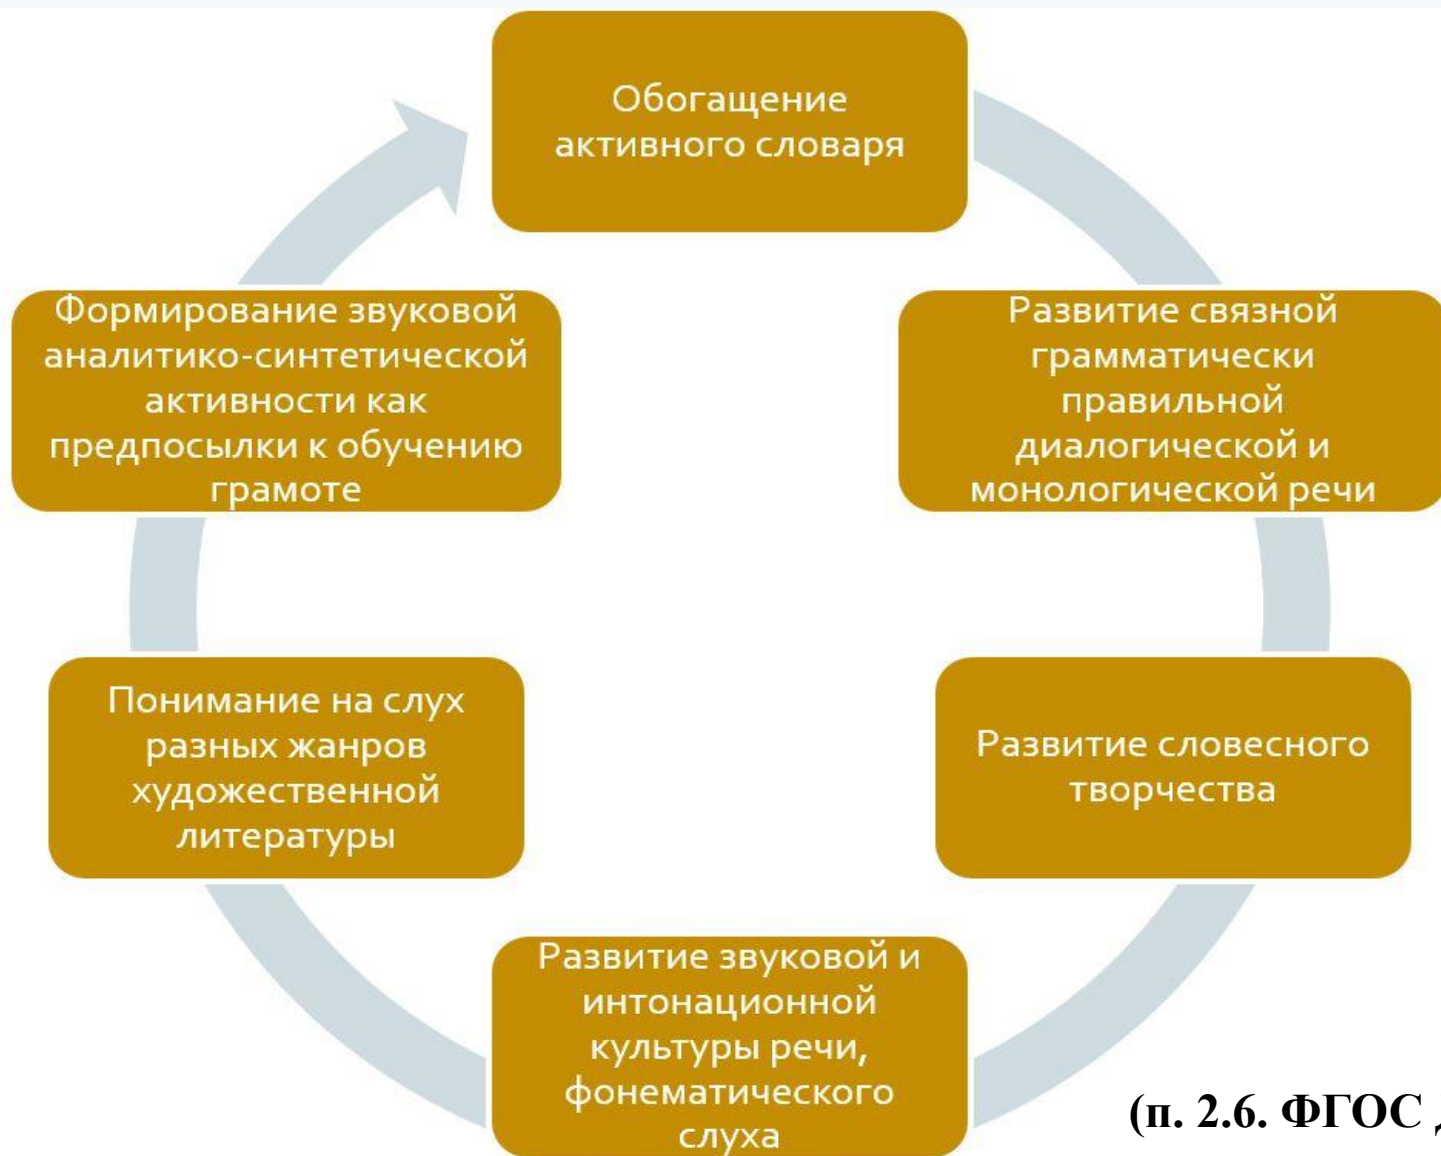 Обогащение
активного словаря
Развитие связной
грамматически
правильной
диалогической и
монологической речи
Развитие словесного
творчества
Развитие звуковой и
интонационной
культуры речи,
фонематического
слуха
Понимание на слух
разных жанров
художественной
литературы
Формирование звуковой
аналитико-синтетической
активности как
предпосылки к обучению
грамоте
(п. 2.6. ФГОС